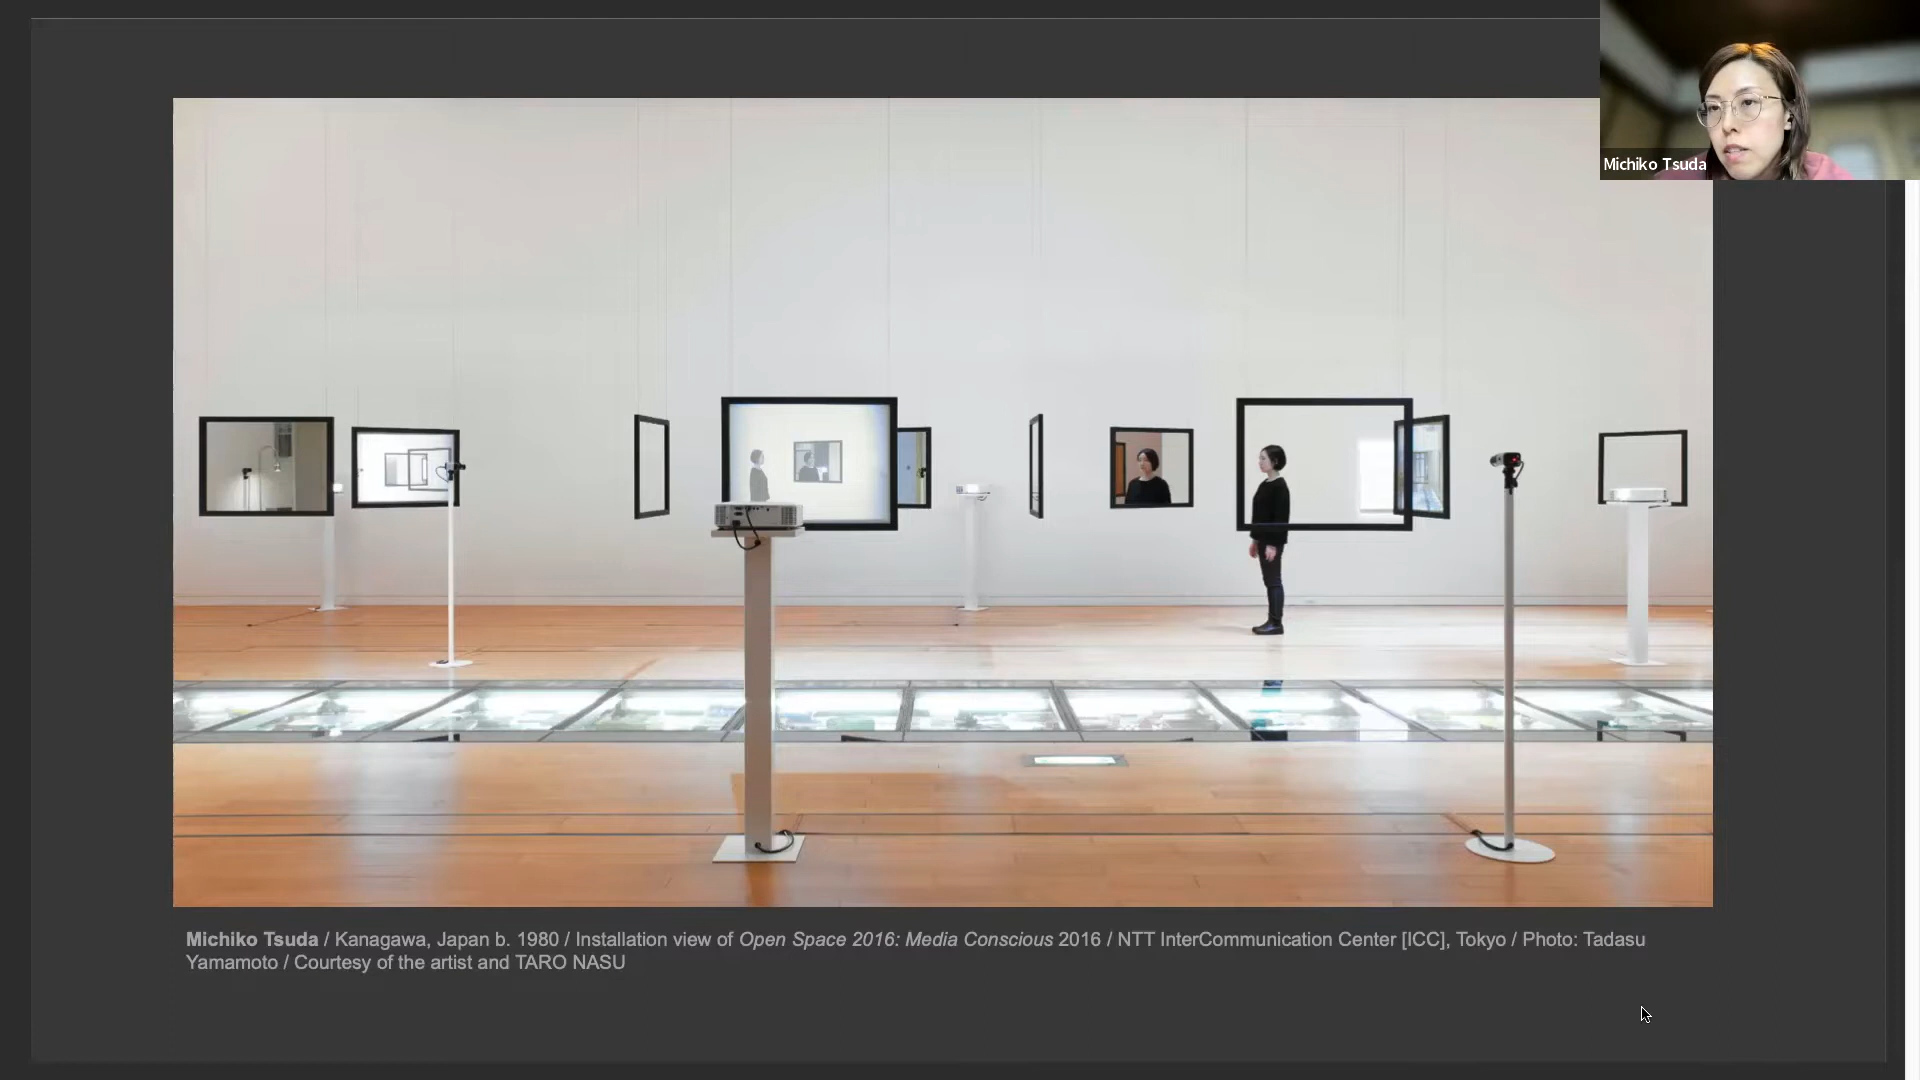 Michiko Tsuda
Michiko Tsuda / Kanagawa, Japan b. 1980 / Installation view of Open Space 2016: Media Conscious 2016 / NTT InterCommunication Center [ICC], Tokyo / Photo: Tadasu
Yamamoto / Courtesy of the artist and TARO NASU